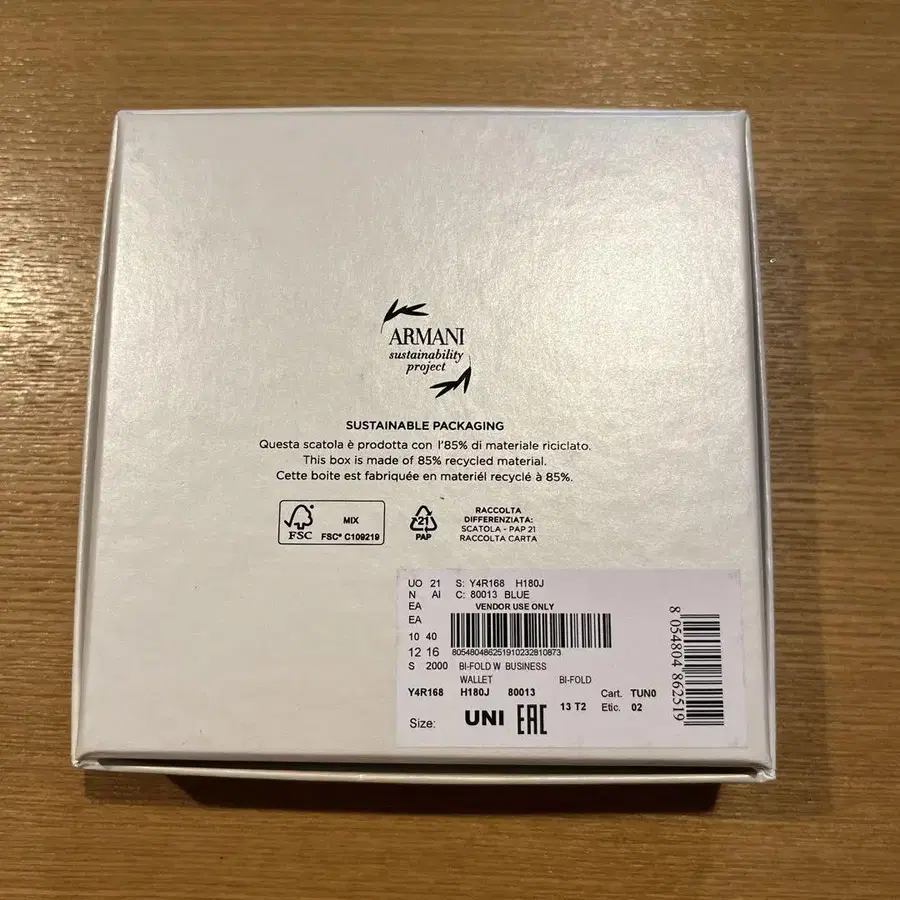 ARMANI
sustainability
project
SUSTAINABLE PACKAGING
Questa scatola è prodotta con l'85% di materiale riciclato.
This box is made of 85% recycled material.
Cette boite est fabriquée en materiél recyclé à 85%.
FSC
MIX
FSC® C109219
21
PAP
RACCOLTA
DIFFERENZIATA:
SCATOLA - PAP 21
RACCOLTA CARTA
UO 21 S: Y4R168 H180J
N AI C: 80013 BLUE
EA VENDOR USE ONLY
EA
10 40
12 16 805480486251910232810873
S 2000 BI-FOLD W BUSINESS
WALLET BI-FOLD
Y4R168 H180J 80013 Cart. TUN0
13 T2 Etic. 02
Size: UNI EAC
8 054804 862519